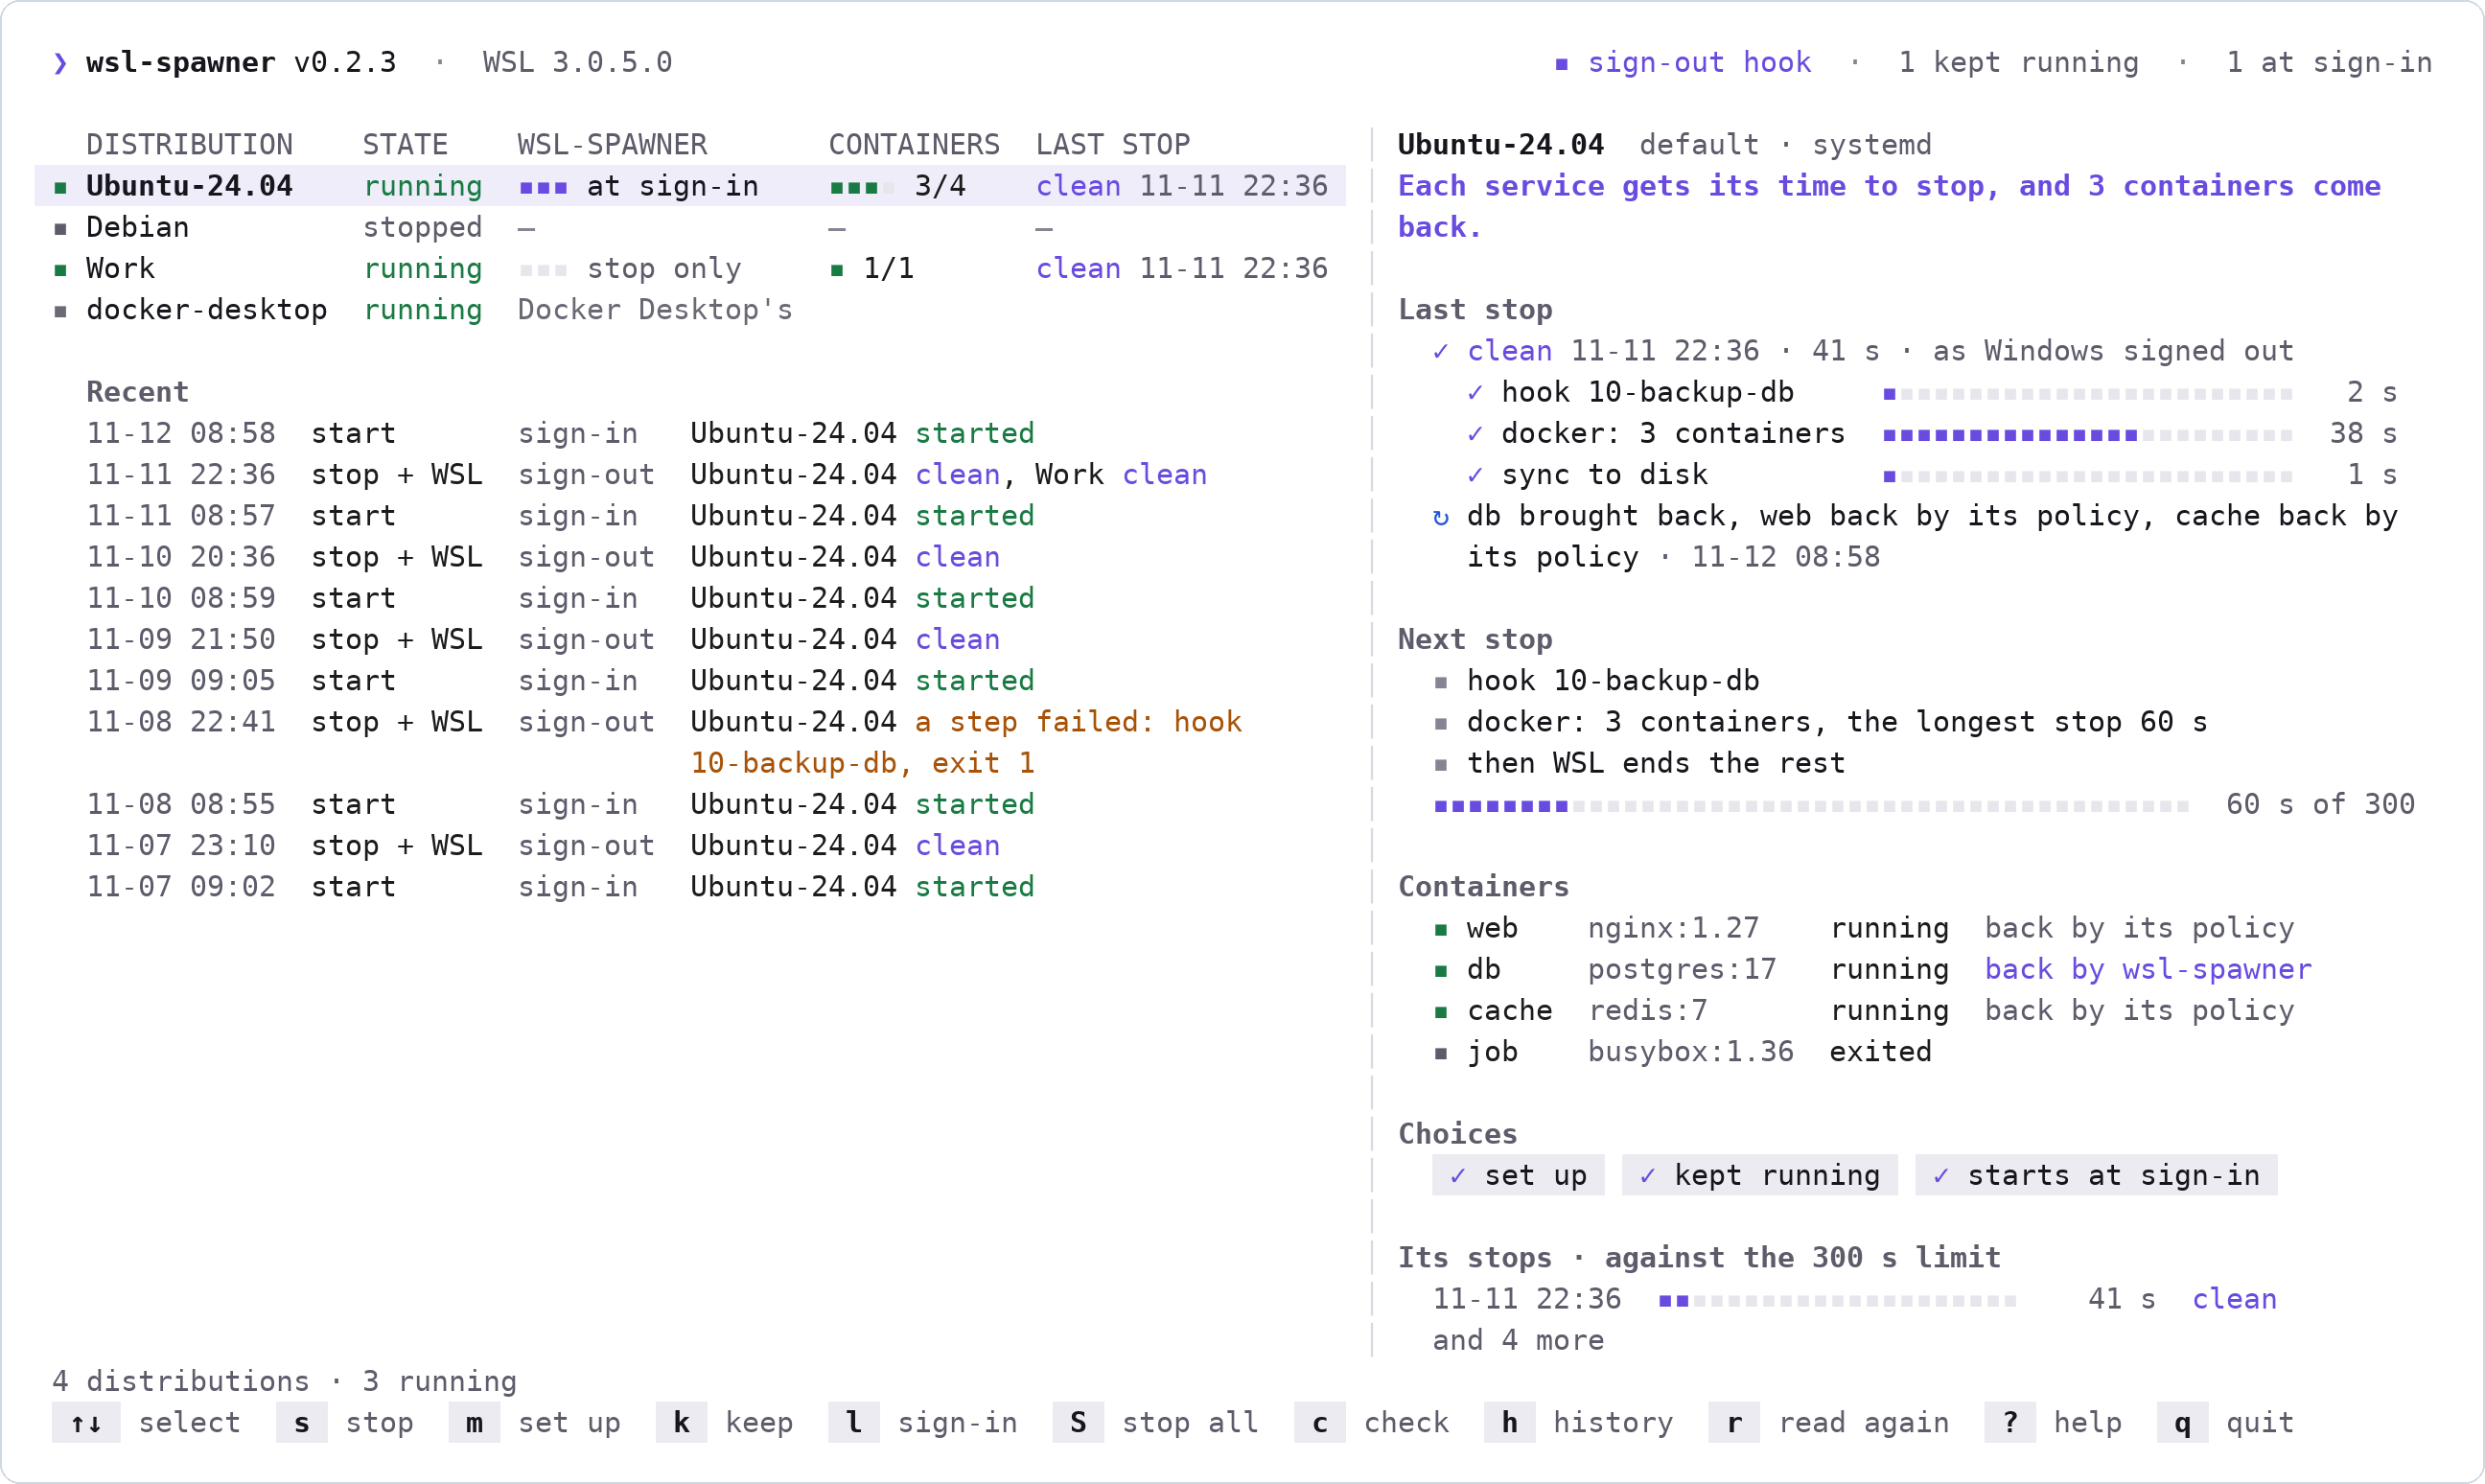 ❯ wsl-spawner v0.2.3 · WSL 3.0.5.0
▪ sign-out hook · 1 kept running · 1 at sign-in
DISTRIBUTION STATE WSL-SPAWNER CONTAINERS LAST STOP
Ubuntu-24.04 running at sign-in 3/4 clean 11-11 22:36
Debian stopped — — —
Work running stop only 1/1 clean 11-11 22:36
docker-desktop running Docker Desktop's
Recent
11-12 08:58 start sign-in Ubuntu-24.04 started
11-11 22:36 stop + WSL sign-out Ubuntu-24.04 clean, Work clean
11-11 08:57 start sign-in Ubuntu-24.04 started
11-10 20:36 stop + WSL sign-out Ubuntu-24.04 clean
11-10 08:59 start sign-in Ubuntu-24.04 started
11-09 21:50 stop + WSL sign-out Ubuntu-24.04 clean
11-09 09:05 start sign-in Ubuntu-24.04 started
11-08 22:41 stop + WSL sign-out Ubuntu-24.04 a step failed: hook
10-backup-db, exit 1
11-08 08:55 start sign-in Ubuntu-24.04 started
11-07 23:10 stop + WSL sign-out Ubuntu-24.04 clean
11-07 09:02 start sign-in Ubuntu-24.04 started
Ubuntu-24.04 default · systemd
Each service gets its time to stop, and 3 containers come
back.
Last stop
✓ clean 11-11 22:36 · 41 s · as Windows signed out
✓ hook 10-backup-db 2 s
✓ docker: 3 containers 38 s
✓ sync to disk 1 s
↻ db brought back, web back by its policy, cache back by
its policy · 11-12 08:58
Next stop
hook 10-backup-db
docker: 3 containers, the longest stop 60 s
then WSL ends the rest
60 s of 300
Containers
web nginx:1.27 running back by its policy
db postgres:17 running back by wsl-spawner
cache redis:7 running back by its policy
job busybox:1.36 exited
Choices
✓ set up ✓ kept running ✓ starts at sign-in
Its stops · against the 300 s limit
11-11 22:36 41 s clean
and 4 more
4 distributions · 3 running
↑↓ select s stop m set up k keep l sign-in S stop all c check h history r read again ? help q quit